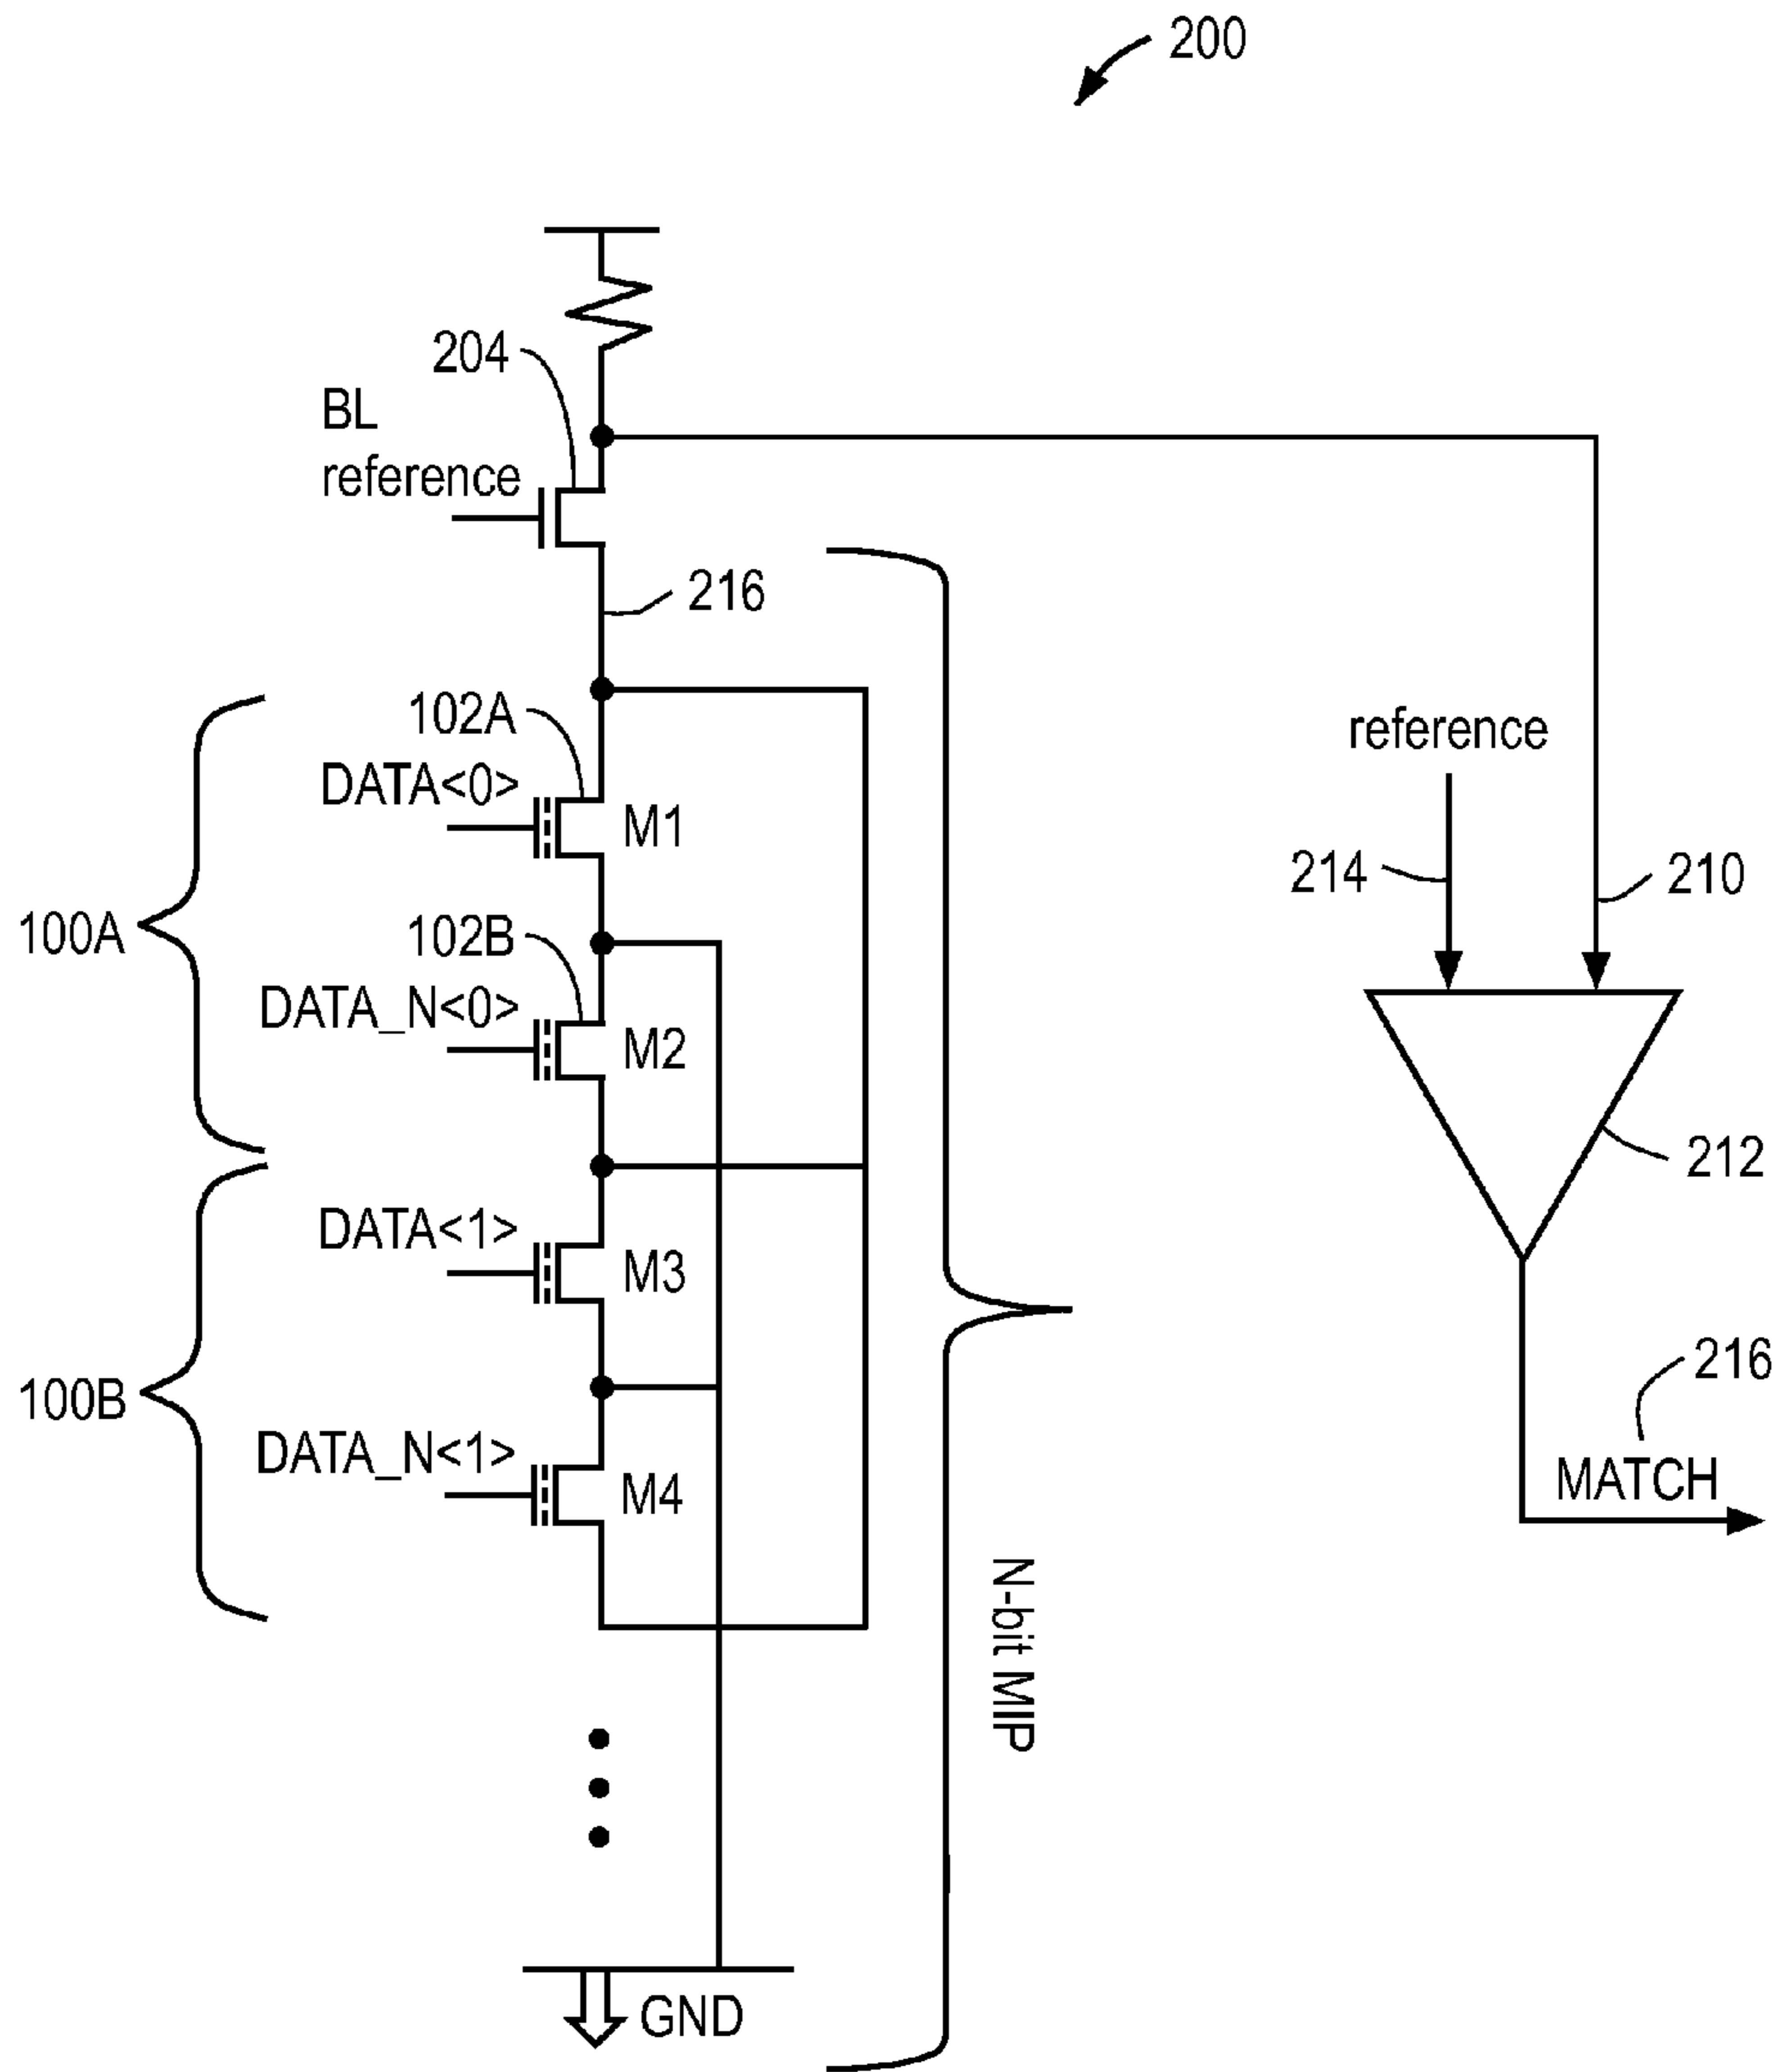 200
204
BL
reference
216
102A
DATA<0>
M1
reference
214
210
100A
102B
DATA_N<0>
M2
212
DATA<1>
M3
216
100B
MATCH
DATA_N<1>
M4
N-bit MIP
GND